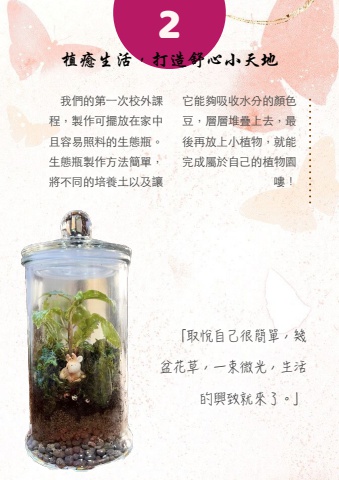 2
植癒生活，打造舒心小天地
我們的第一次校外課
程，製作可擺放在家中
且容易照料的生態瓶。
生態瓶製作方法簡單，
將不同的培養土以及讓
它能夠吸收水分的顏色
豆，層層堆疊上去，最
後再放上小植物，就能
完成屬於自己的植物園
嘍！
「取悅自己很簡單，幾
盆花草，一束微光，生活
的興致就來了。」